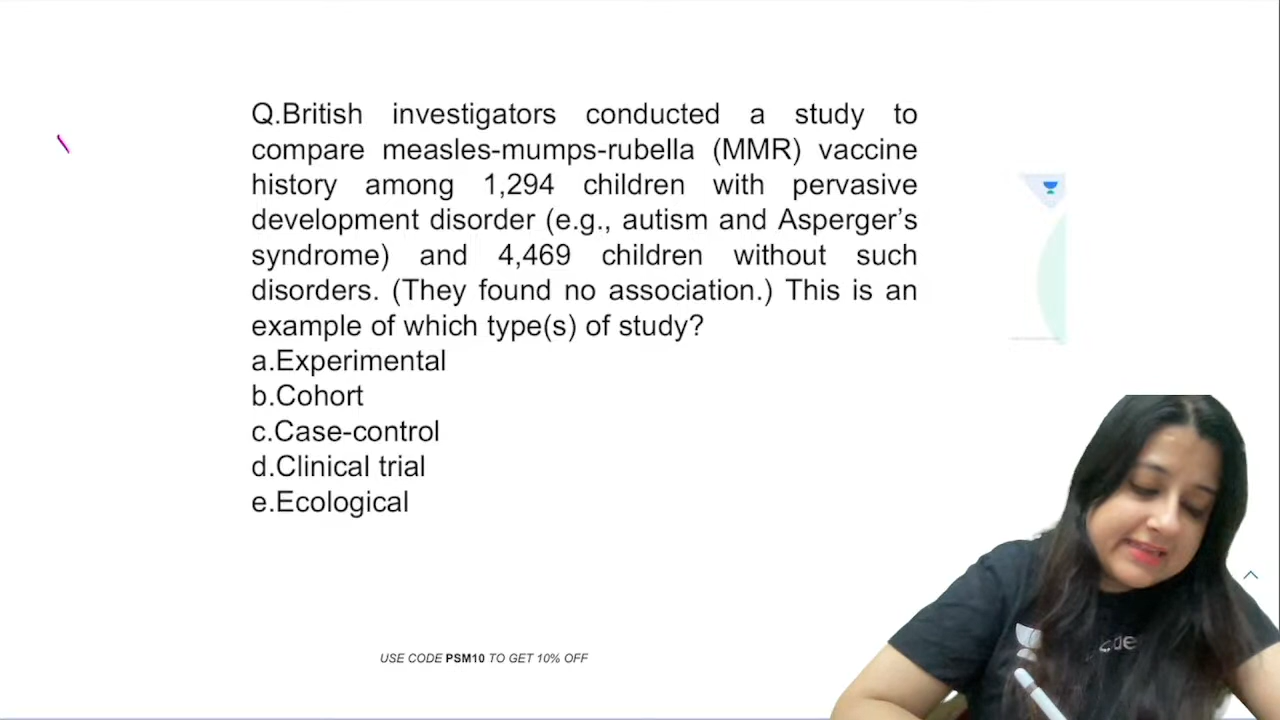 Q.British investigators conducted a study to
compare measles-mumps-rubella (MMR) vaccine
history among 1,294 children with pervasive
development disorder (e.g., autism and Asperger’s
syndrome) and 4,469 children without such
disorders. (They found no association.) This is an
example of which type(s) of study?
a.Experimental
b.Cohort
c.Case-control
d.Clinical trial
e.Ecological
USE CODE PSM10 TO GET 10% OFF